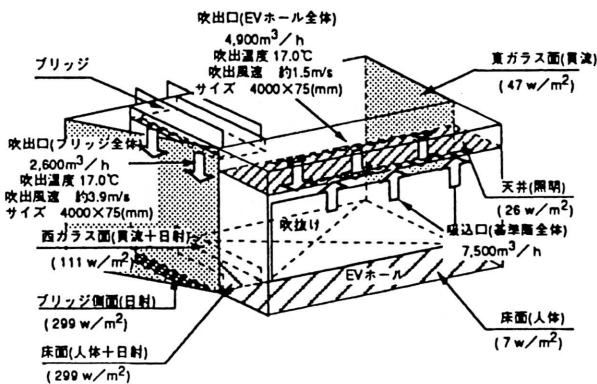 吹出口(EVホール全体)
4,900m³/h
吹出温度 17.0℃
吹出風速 約1.5m/s
サイズ 4000×75(mm)
ブリッジ
東ガラス面(貫流)
(47 w/m²)
吹出口(ブリッジ全体)
2,600m³/h
吹出温度 17.0℃
吹出風速 約3.9m/s
サイズ 4000×75(mm)
天井(照明)
(26 w/m²)
吹抜け
吸込口(基準階全体)
7,500m³/h
西ガラス面(貫流+日射)
(111 w/m²)
EVホール
ブリッジ側面(日射)
(299 w/m²)
床面(人体)
(7 w/m²)
床面(人体+日射)
(299 w/m²)